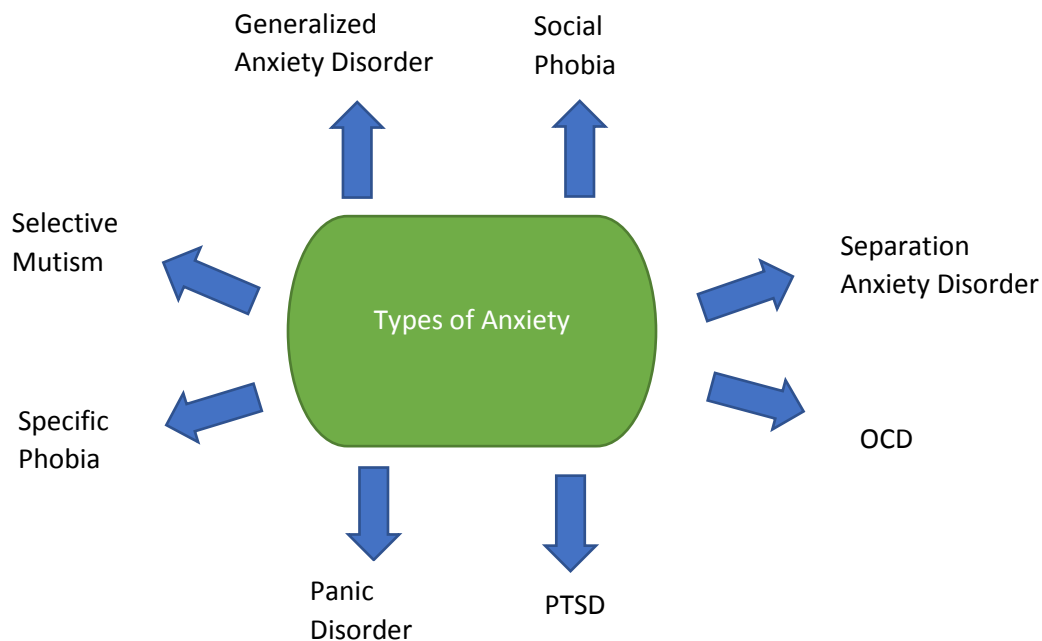 Generalized
Anxiety Disorder
Social
Phobia
Selective
Mutism
Separation
Anxiety Disorder
Types of Anxiety
Specific
Phobia
OCD
Panic
Disorder
PTSD